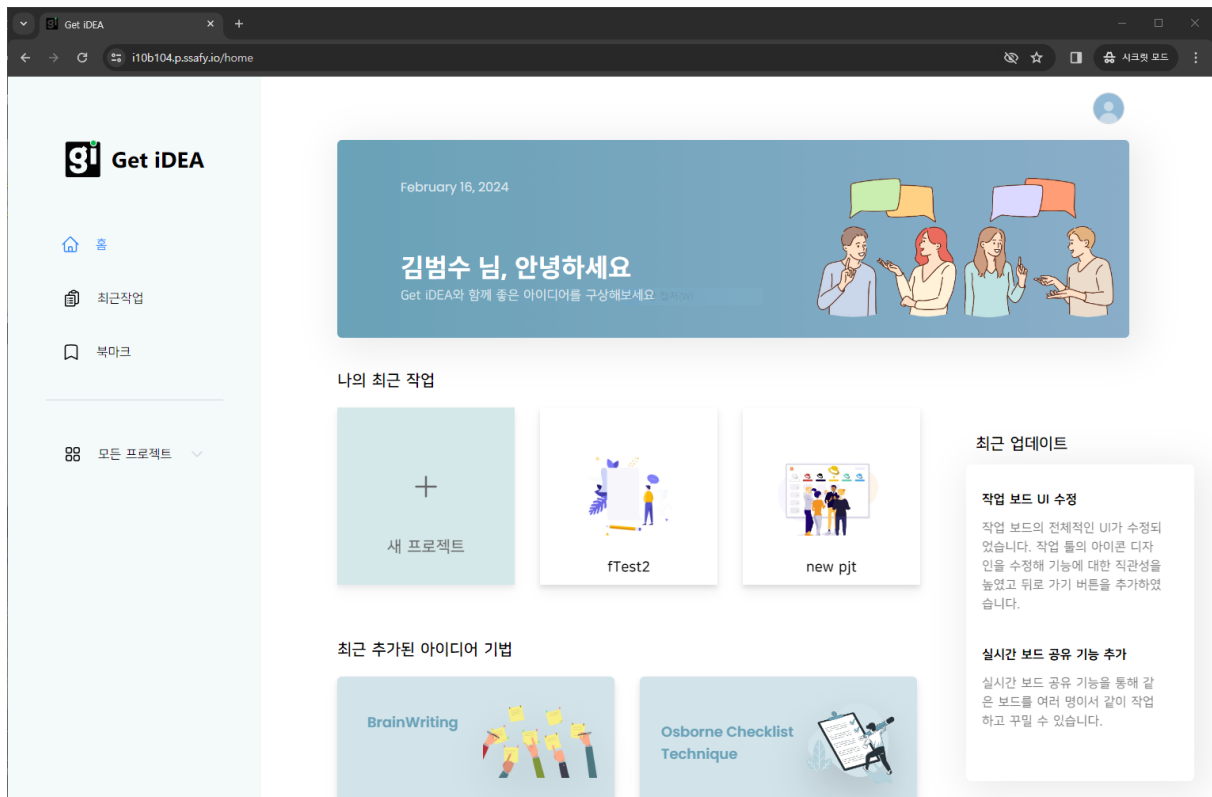 Get iDEA
i10b104.p.ssafy.io/home
시크릿 모드
gi Get iDEA
홈
최근작업
북마크
모든 프로젝트
February 16, 2024
김범수 님, 안녕하세요
Get iDEA와 함께 좋은 아이디어를 구상해보세요
나의 최근 작업
새 프로젝트
fTest2
new pjt
최근 추가된 아이디어 기법
BrainWriting
Osborne Checklist
Technique
최근 업데이트
작업 보드 UI 수정
작업 보드의 전체적인 UI가 수정되
었습니다. 작업 툴의 아이콘 디자
인을 수정해 기능에 대한 직관성을
높였고 뒤로 가기 버튼을 추가하였
습니다.
실시간 보드 공유 기능 추가
실시간 보드 공유 기능을 통해 같
은 보드를 여러 명이서 같이 작업
하고 꾸밀 수 있습니다.